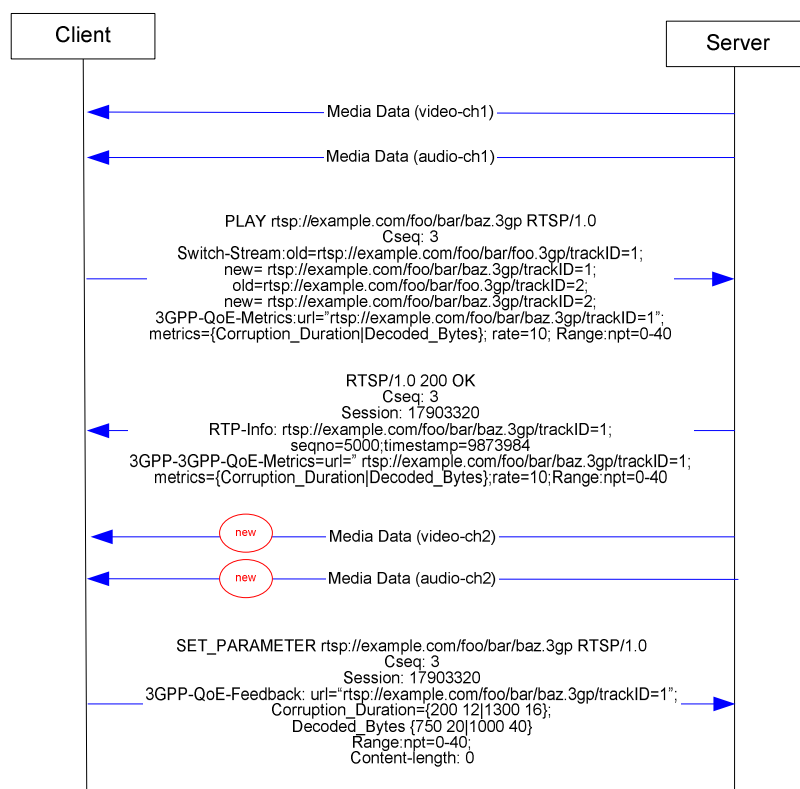 Client
Server
Media Data (video-ch1)
Media Data (audio-ch1)
PLAY rtsp://example.com/foo/bar/baz.3gp RTSP/1.0
Cseq: 3
Switch-Stream:old=rtsp://example.com/foo/bar/foo.3gp/trackID=1;
new= rtsp://example.com/foo/bar/baz.3gp/trackID=1;
old=rtsp://example.com/foo/bar/foo.3gp/trackID=2;
new= rtsp://example.com/foo/bar/baz.3gp/trackID=2;
3GPP-QoE-Metrics:url=”rtsp://example.com/foo/bar/baz.3gp/trackID=1”;
metrics={Corruption_Duration|Decoded_Bytes}; rate=10; Range:npt=0-40
RTSP/1.0 200 OK
Cseq: 3
Session: 17903320
RTP-Info: rtsp://example.com/foo/bar/baz.3gp/trackID=1;
seqno=5000;timestamp=9873984
3GPP-3GPP-QoE-Metrics=url=” rtsp://example.com/foo/bar/baz.3gp/trackID=1;
metrics={Corruption_Duration|Decoded_Bytes};rate=10;Range:npt=0-40
new
Media Data (video-ch2)
new
Media Data (audio-ch2)
SET_PARAMETER rtsp://example.com/foo/bar/baz.3gp RTSP/1.0
Cseq: 3
Session: 17903320
3GPP-QoE-Feedback: url=“rtsp://example.com/foo/bar/baz.3gp/trackID=1”;
Corruption_Duration={200 12|1300 16};
Decoded_Bytes {750 20|1000 40}
Range:npt=0-40;
Content-length: 0